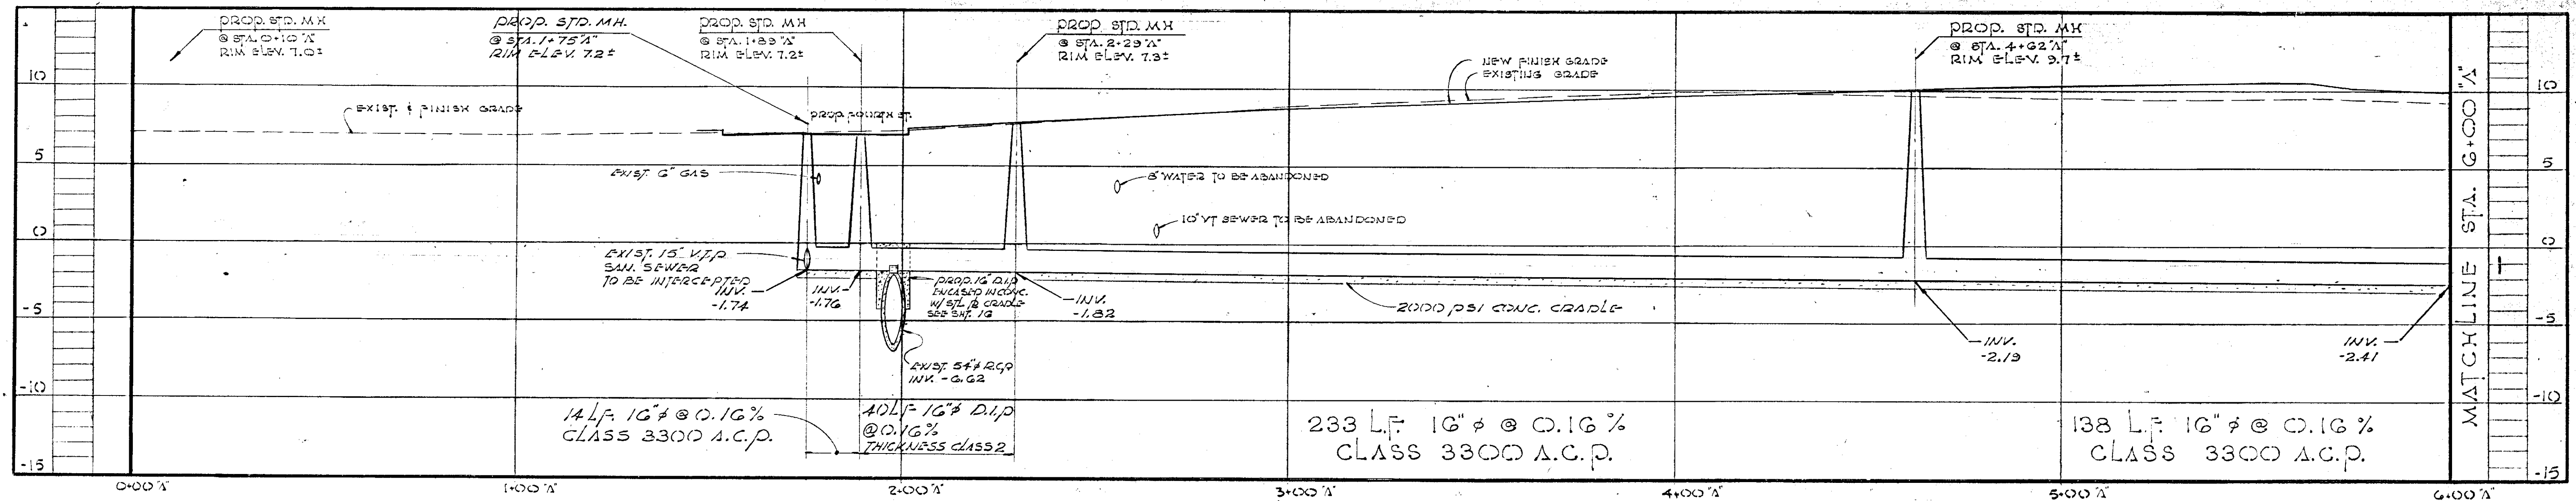 PROP. STD. MH
@ STA. 0+10 "A"
RIM ELEV. 7.0±
PROP. STD. MH.
@ STA. 1+75 "A"
RIM ELEV. 7.2±
PROP. STD. MH
@ STA. 1+89 "A"
RIM ELEV. 7.2±
PROP. STD. MH
@ STA. 2+29 "A"
RIM ELEV. 7.3±
PROP. STD. MH
@ STA. 4+62 "A"
RIM ELEV. 9.7±
NEW FINISH GRADE
EXISTING GRADE
EXIST. & FINISH GRADE
PROP. FOURTH ST.
EXIST. 6" GAS
8" WATER TO BE ABANDONED
10" VT SEWER TO BE ABANDONED
EXIST. 15" V.T.P.
SAN. SEWER
TO BE INTERCEPTED
INV.
-1.74
INV.
-1.76
PROP. 16" D.I.P
ENCASED IN CONC.
W/ STL. CRADLE
SEE SHT. 16
INV.
-1.82
2000 PSI CONC. CRADLE
INV.
-2.19
INV.
-2.41
EXIST. 54"ϕ R.C.P
INV. -6.62
14 L.F. 16"ϕ @ 0.16%
CLASS 3300 A.C.P.
40 L.F. 16"ϕ D.I.P
@ 0.16%
THICKNESS CLASS 2
233 L.F. 16"ϕ @ 0.16%
CLASS 3300 A.C.P.
138 L.F. 16"ϕ @ 0.16%
CLASS 3300 A.C.P.
MATCH LINE STA. 6+00 "A"
10
5
0
-5
-10
-15
10
5
0
-5
-10
-15
0+00 "A"
1+00 "A"
2+00 "A"
3+00 "A"
4+00 "A"
5+00 "A"
6+00 "A"